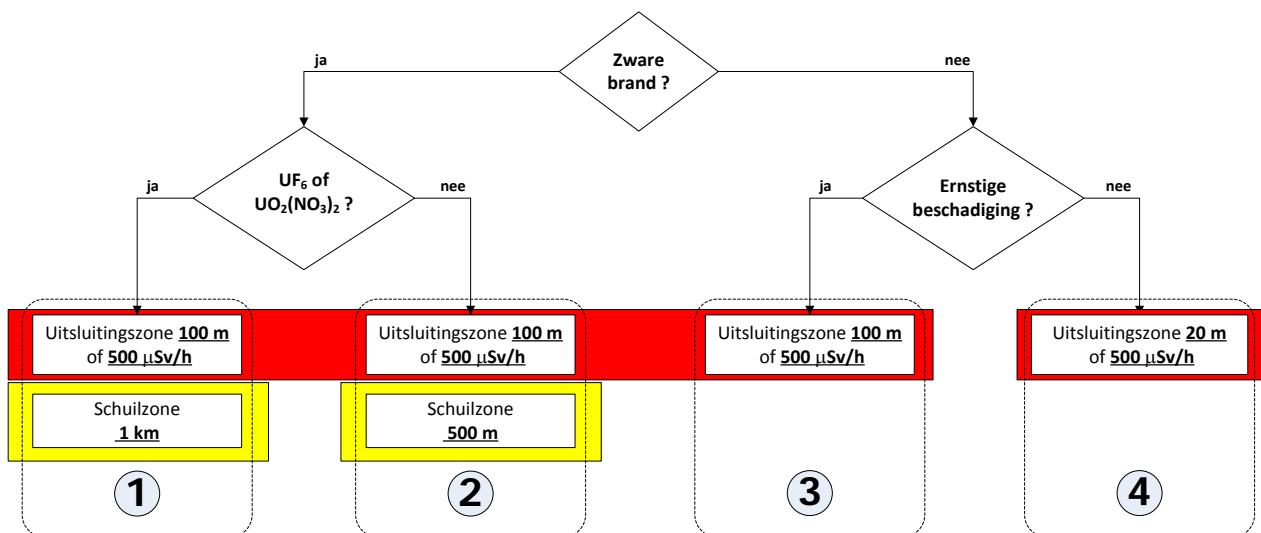 Zware
brand ?
ja
nee
UF₆ of
UO₂(NO₃)₂ ?
ja
nee
Ernstige
beschadiging ?
ja
nee
Uitsluitingszone 100 m
of 500 µSv/h
Uitsluitingszone 100 m
of 500 µSv/h
Uitsluitingszone 100 m
of 500 µSv/h
Uitsluitingszone 20 m
of 500 µSv/h
Schuilzone
1 km
Schuilzone
500 m
1
2
3
4